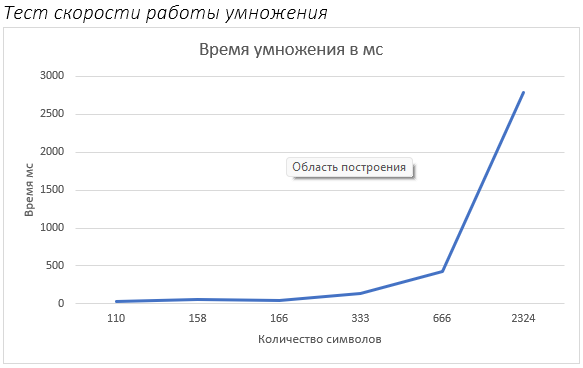 Тест скорости работы умножения
Время умножения в мс
3000
2500
2000
1500
1000
500
0
Время мс
Область построения
110 158 166 333 666 2324
Количество символов